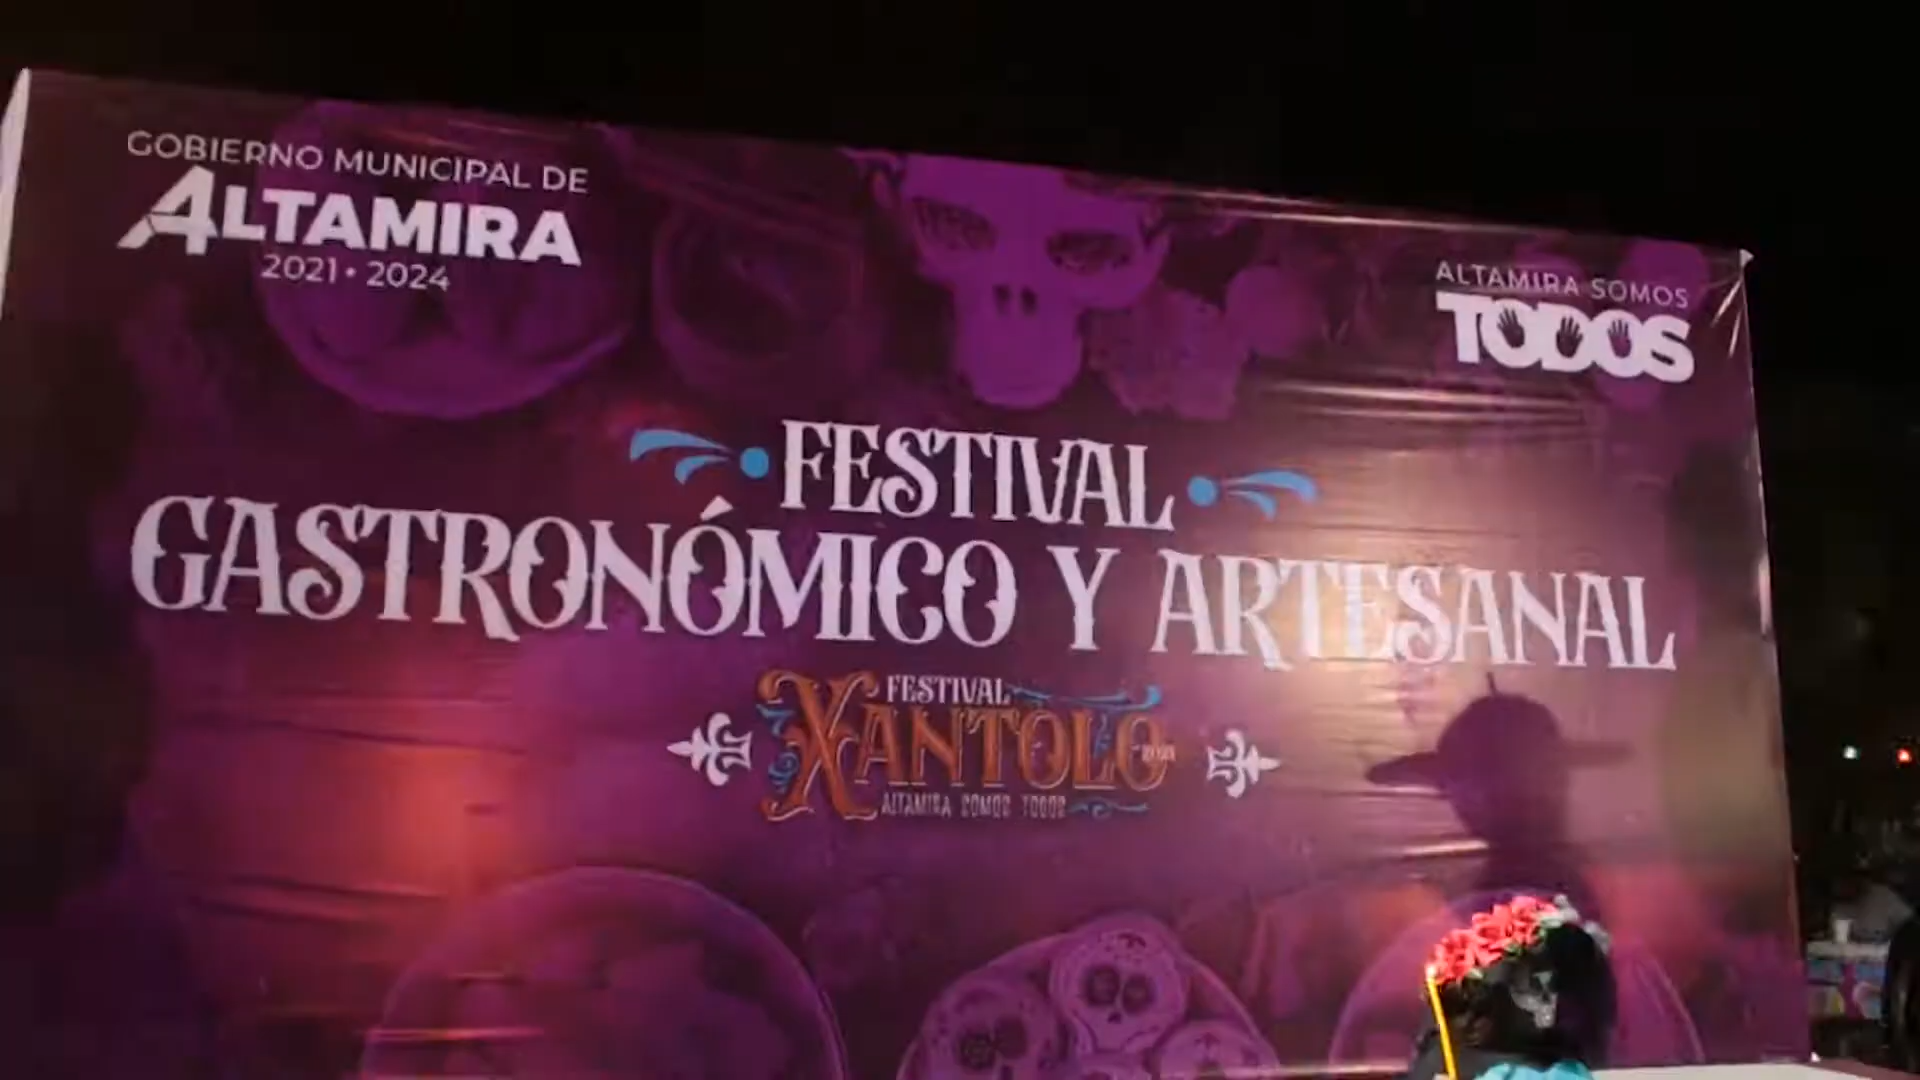 GOBIERNO MUNICIPAL DE
ALTAMIRA
2021 • 2024
ALTAMIRA SOMOS
TODOS
FESTIVAL
GASTRONÓMICO Y ARTESANAL
FESTIVAL
XANTOLO
ALTAMIRA SOMOS TODOS